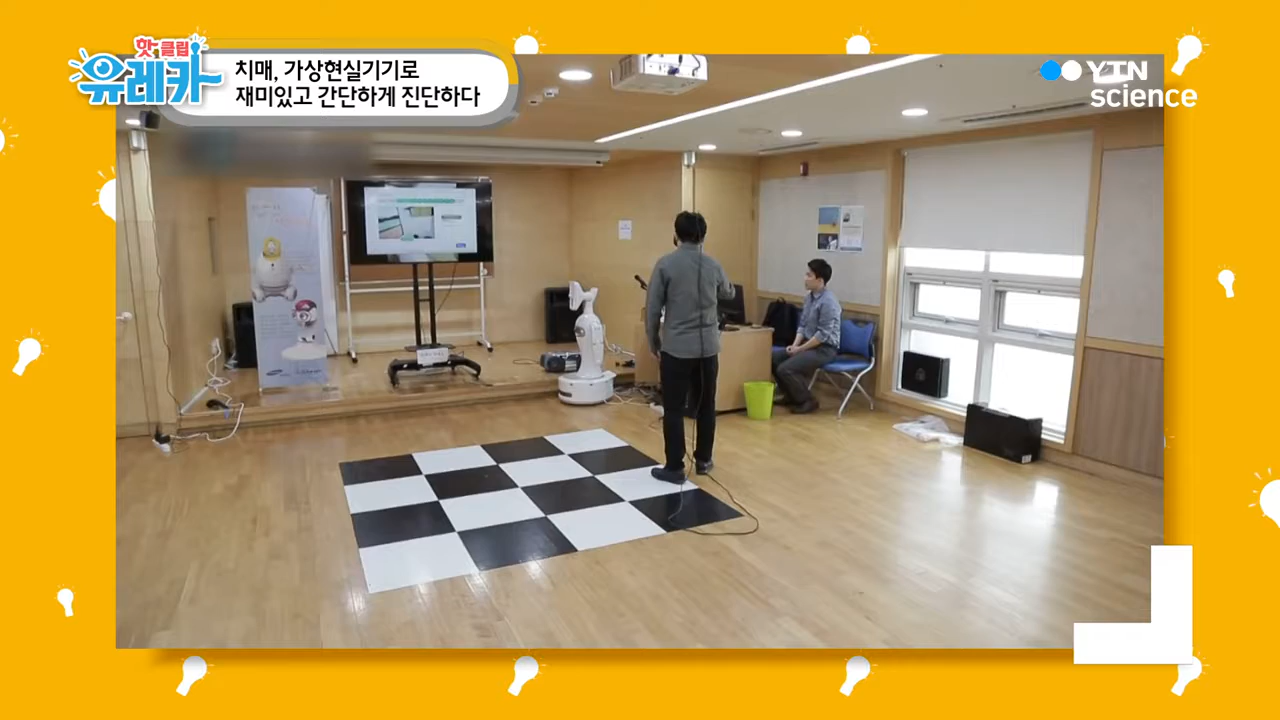 핫클립
유레카
치매, 가상현실기기로
재미있고 간단하게 진단하다
YTN
science